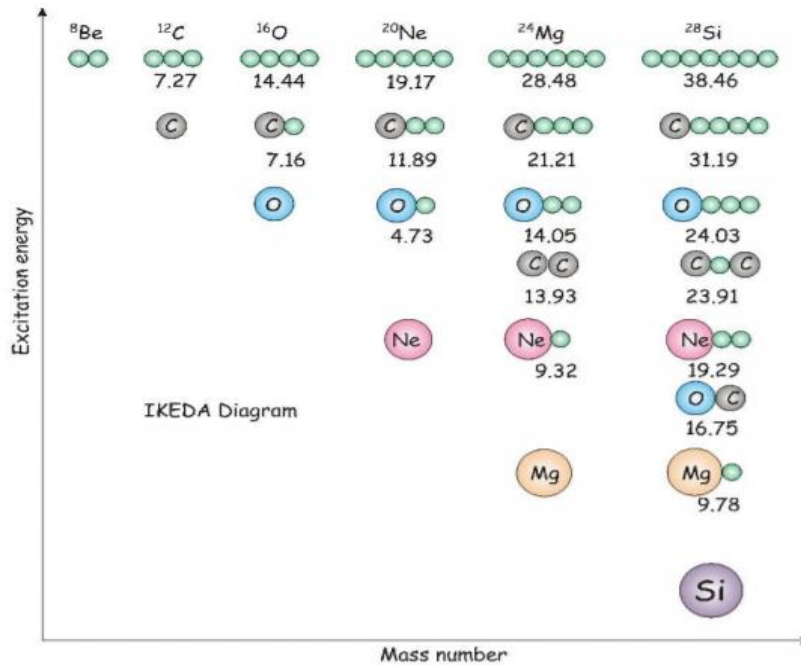 ⁸Be ¹²C ¹⁶O ²⁰Ne ²⁴Mg ²⁸Si
7.27 14.44 19.17 28.48 38.46
C C C C C
7.16 11.89 21.21 31.19
O O O O
4.73 14.05 24.03
C C C C
13.93 23.91
Ne Ne Ne
9.32 19.29
IKEDA Diagram
O C
16.75
Mg Mg
9.78
Si
Excitation energy
Mass number